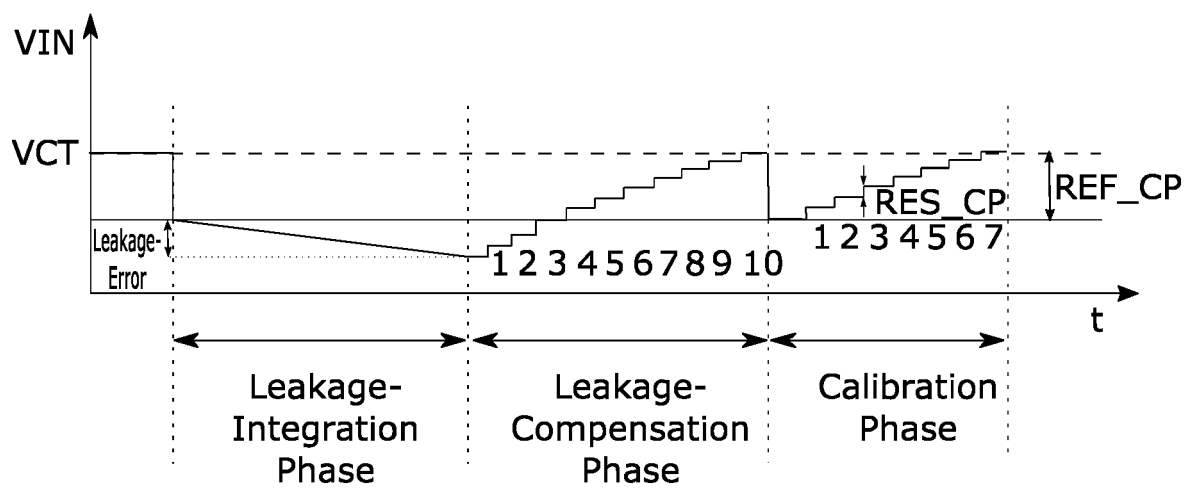 VIN
VCT
RES_CP
REF_CP
1 2 3 4 5 6 7
Leakage-
Error
1 2 3 4 5 6 7 8 9 10
t
Leakage-
Integration
Phase
Leakage-
Compensation
Phase
Calibration
Phase